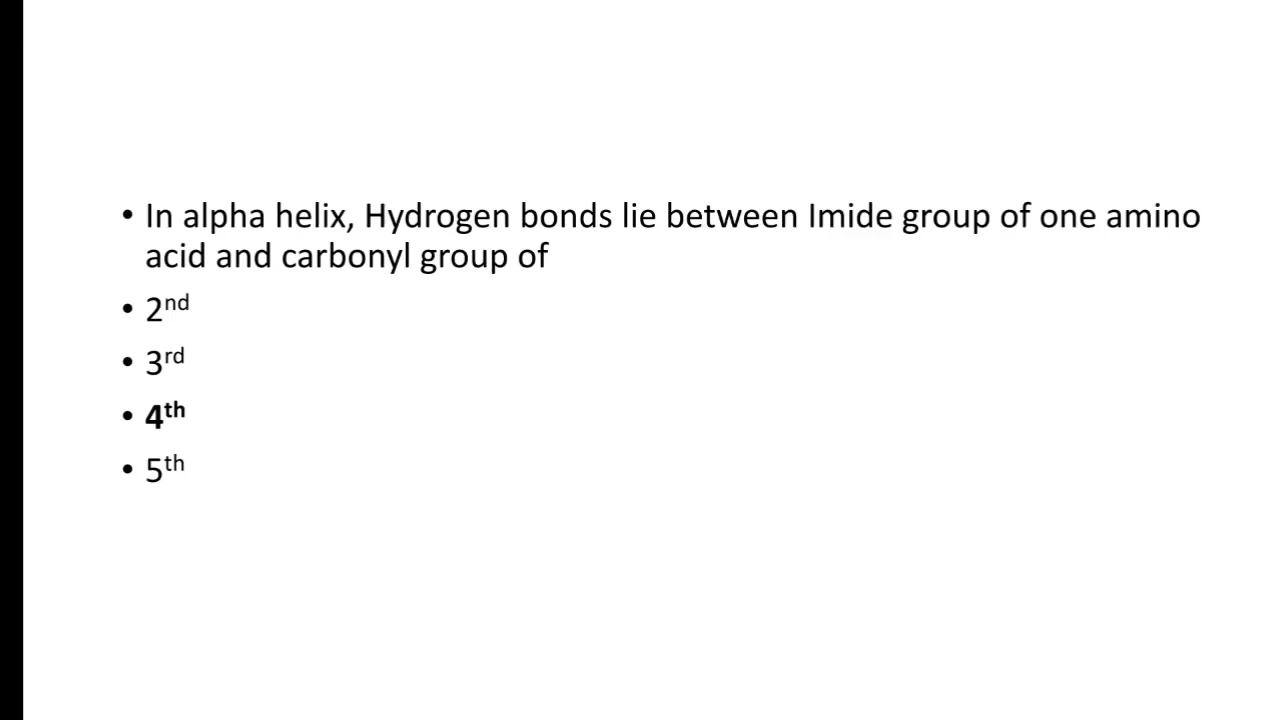 • In alpha helix, Hydrogen bonds lie between Imide group of one amino
acid and carbonyl group of
• 2nd
• 3rd
• 4th
• 5th